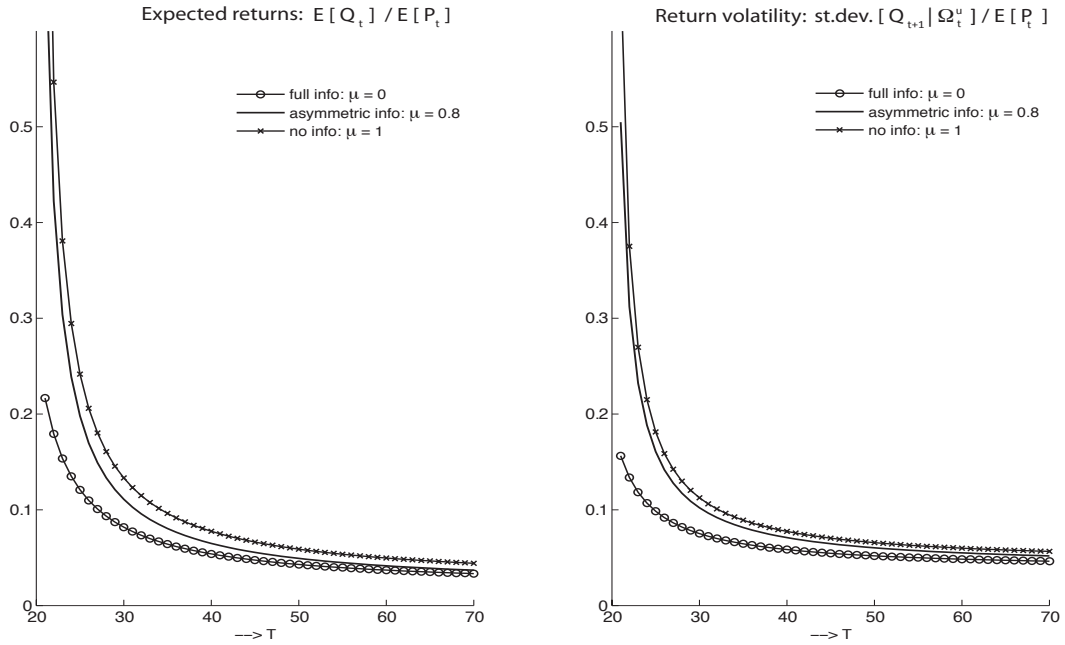 Expected returns: E [ Q_t ] / E [ P_t ]
full info: μ = 0
asymmetric info: μ = 0.8
no info: μ = 1
0.5
0.4
0.3
0.2
0.1
0
20 30 40 50 60 70
––> T
Return volatility: st.dev. [ Q_{t+1} | Ω_t^u ] / E [ P_t ]
full info: μ = 0
asymmetric info: μ = 0.8
no info: μ = 1
0.5
0.4
0.3
0.2
0.1
0
20 30 40 50 60 70
––> T